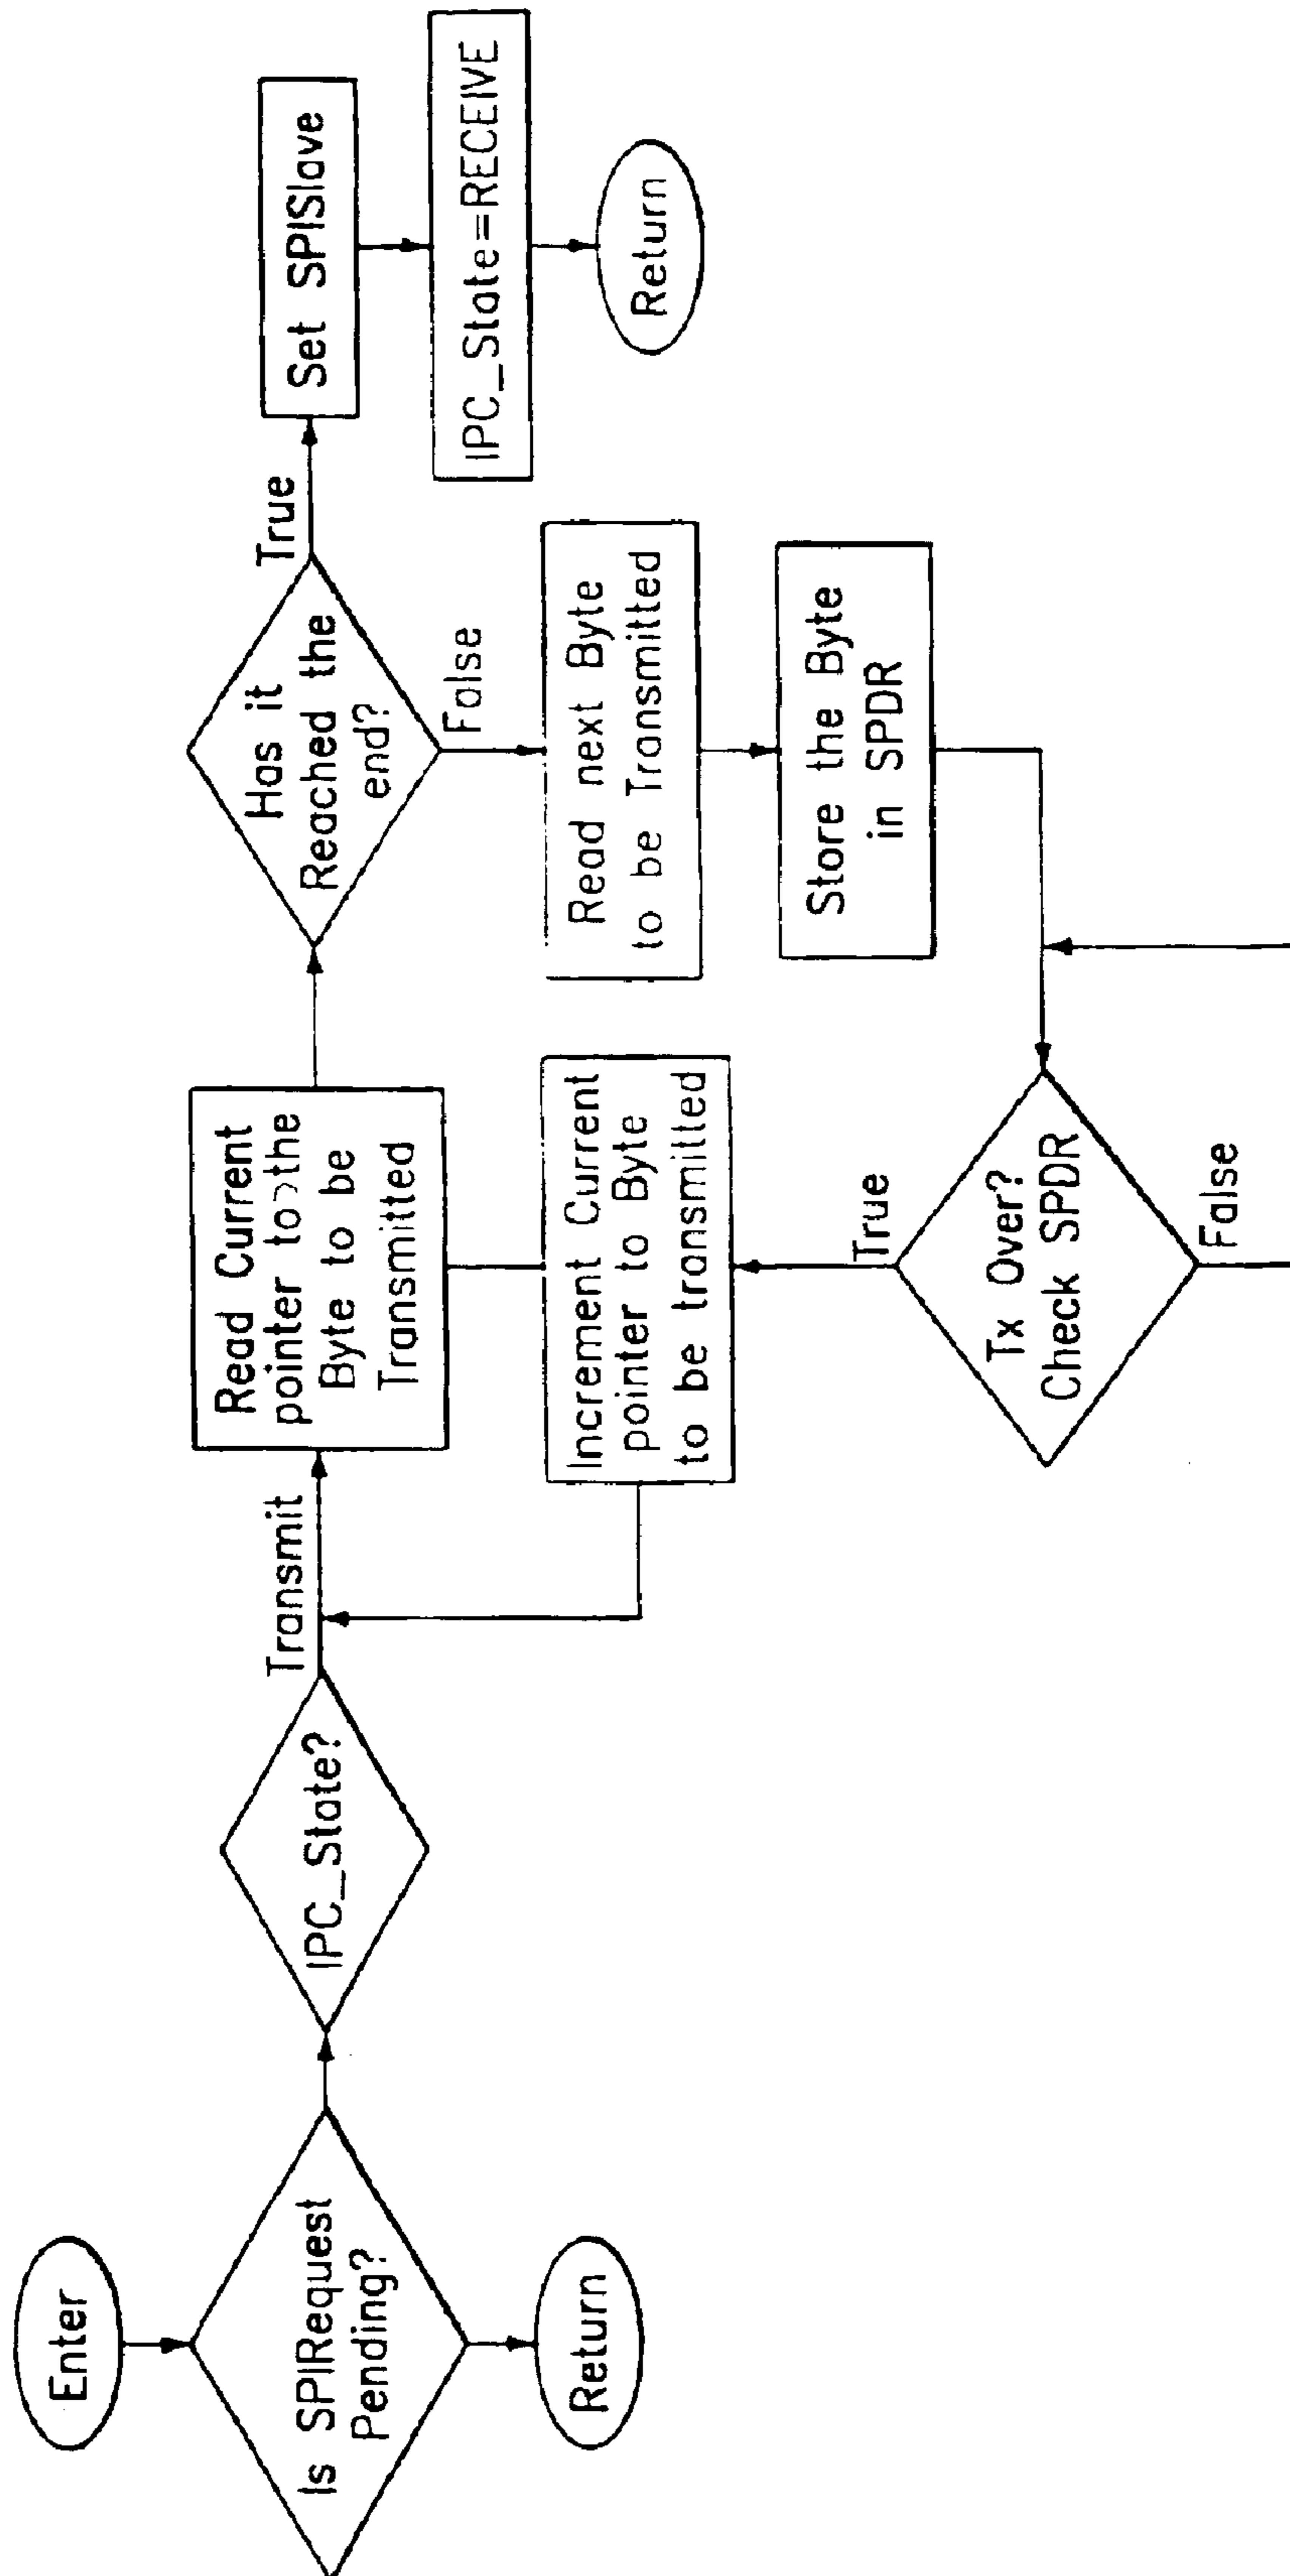 Enter
Is SPIRequest
Pending?
Return
IPC_State?
Transmit
Read Current
pointer to the
Byte to be
Transmitted
Increment Current
pointer to Byte
to be transmitted
True
Tx Over?
Check SPDR
False
Has it
Reached the
end?
True
False
Read next Byte
to be Transmitted
Store the Byte
in SPDR
Set SPISlave
IPC_State=RECEIVE
Return